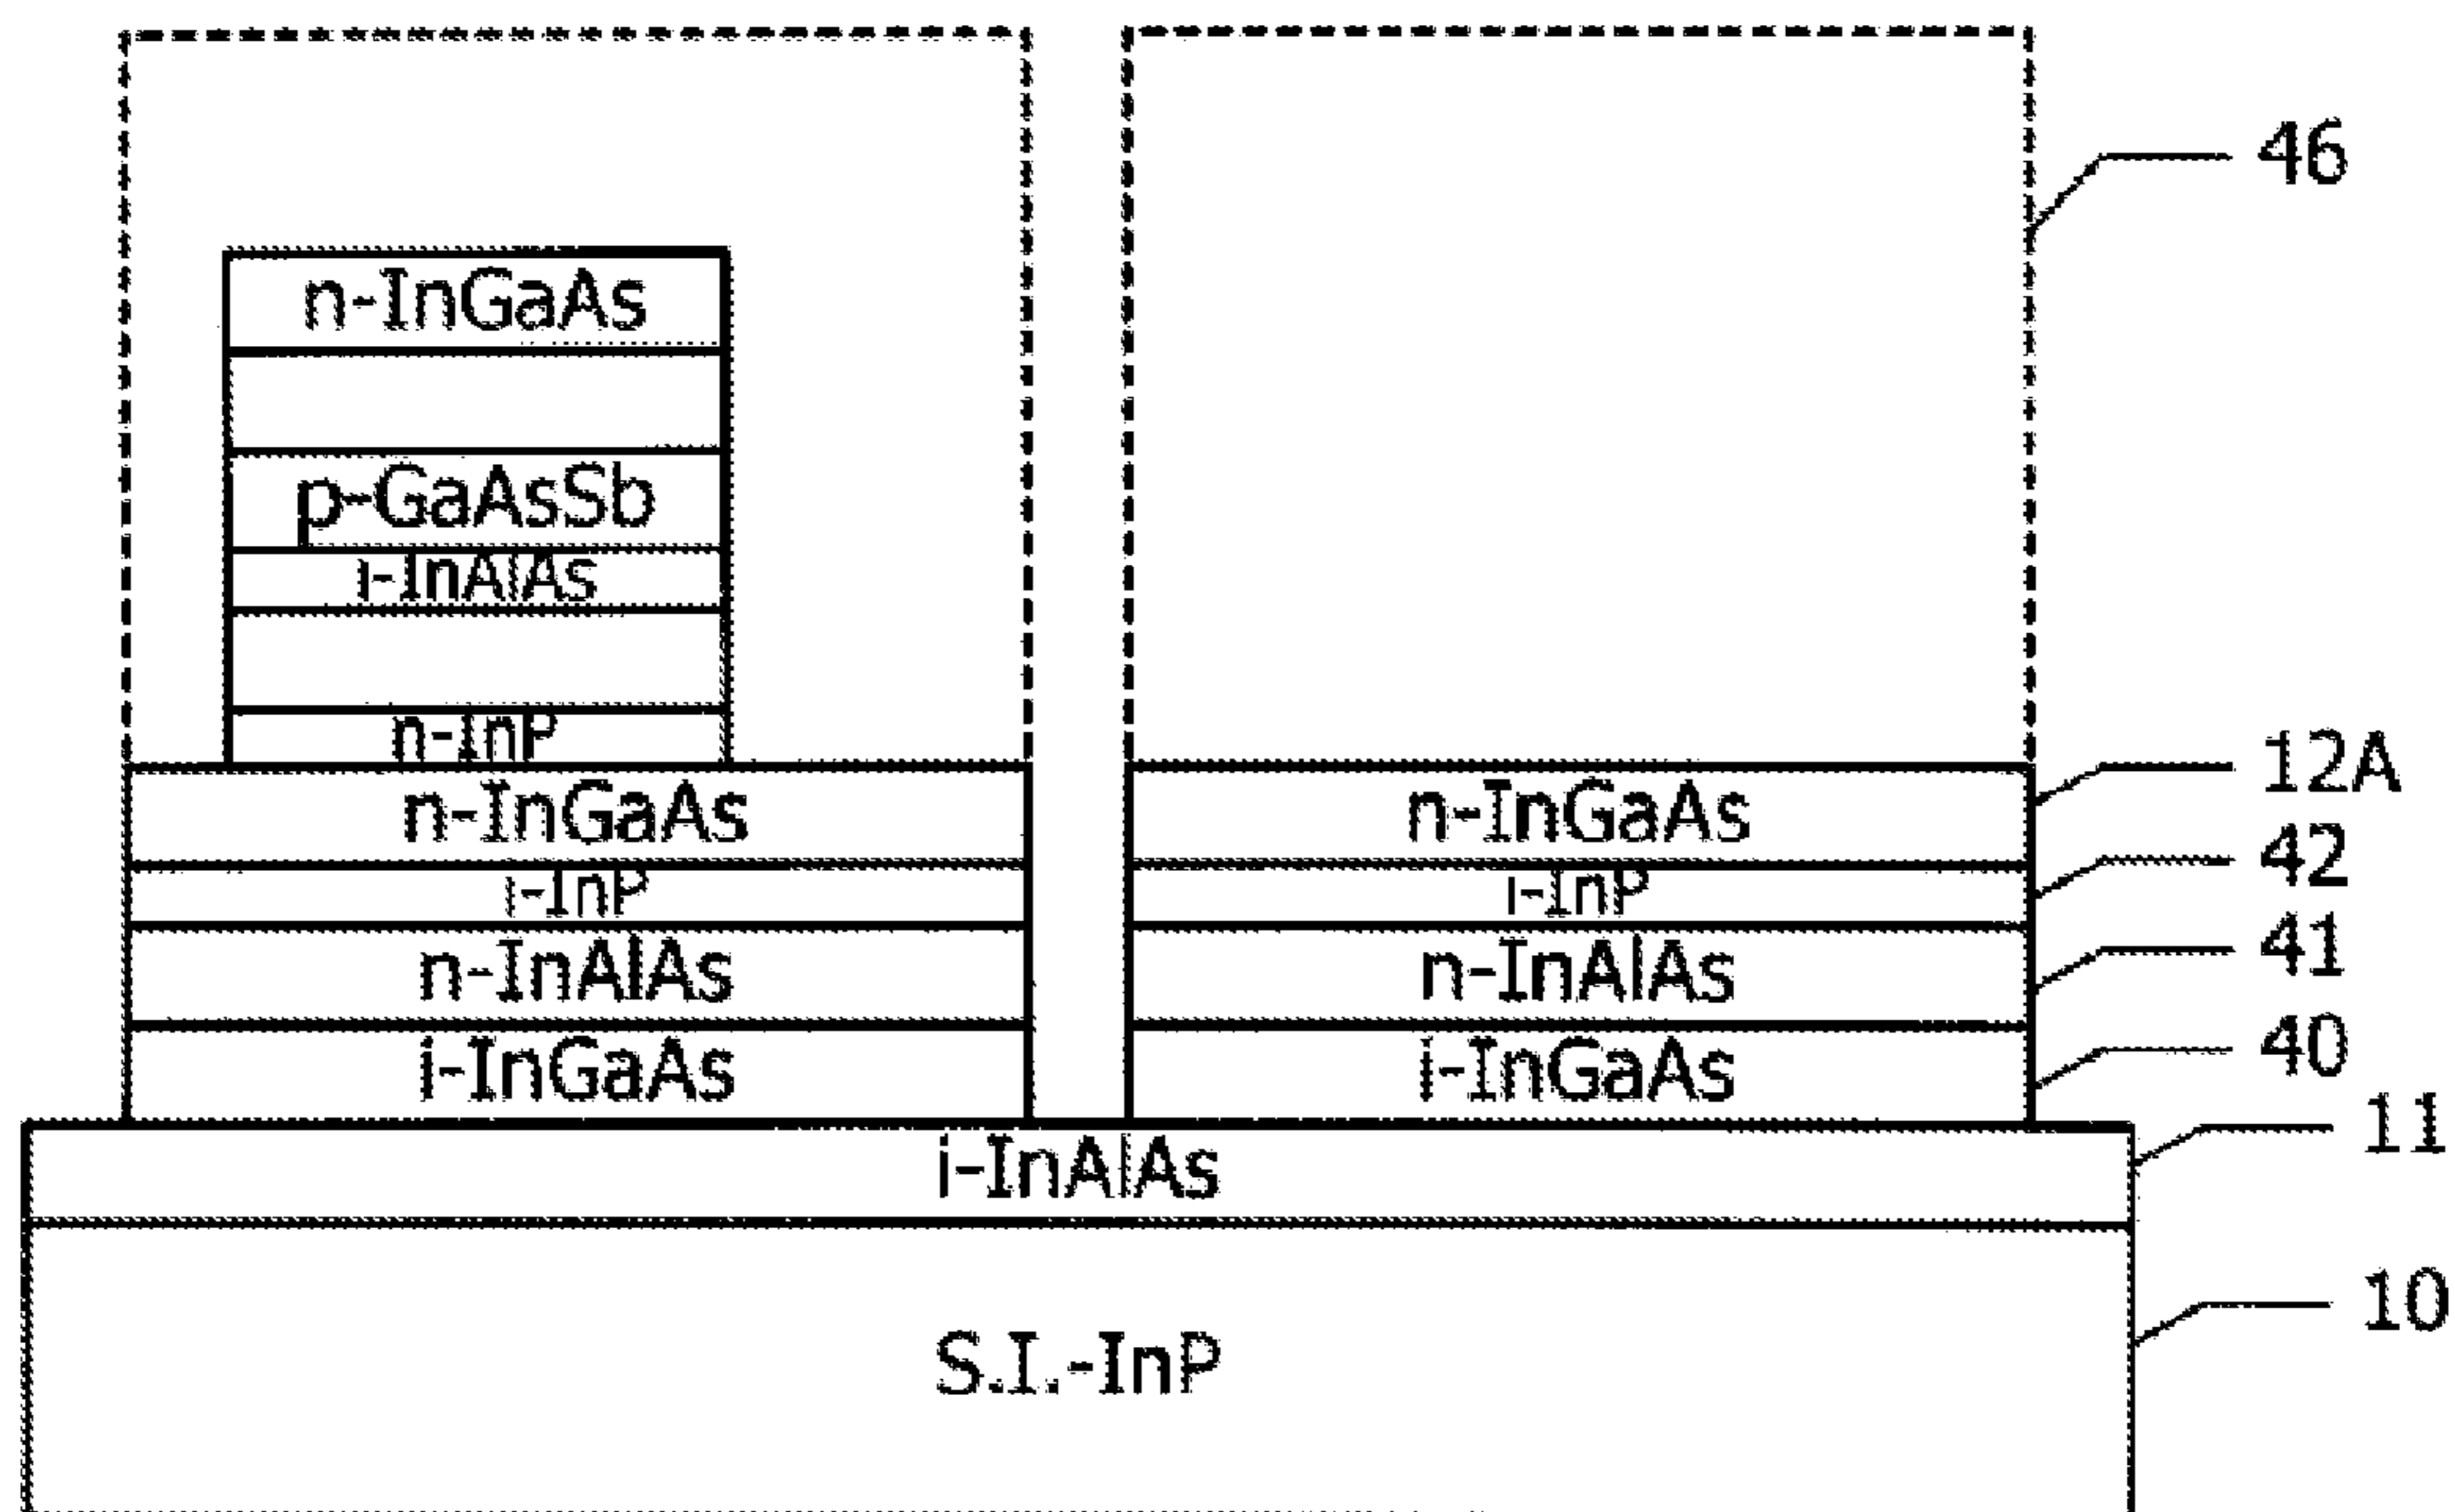 46
n-InGaAs
p-GaAsSb
i-InAlAs
n-InP
n-InGaAs n-InGaAs 12A
i-InP i-InP 42
n-InAlAs n-InAlAs 41
i-InGaAs i-InGaAs 40
i-InAlAs 11
S.I.-InP 10